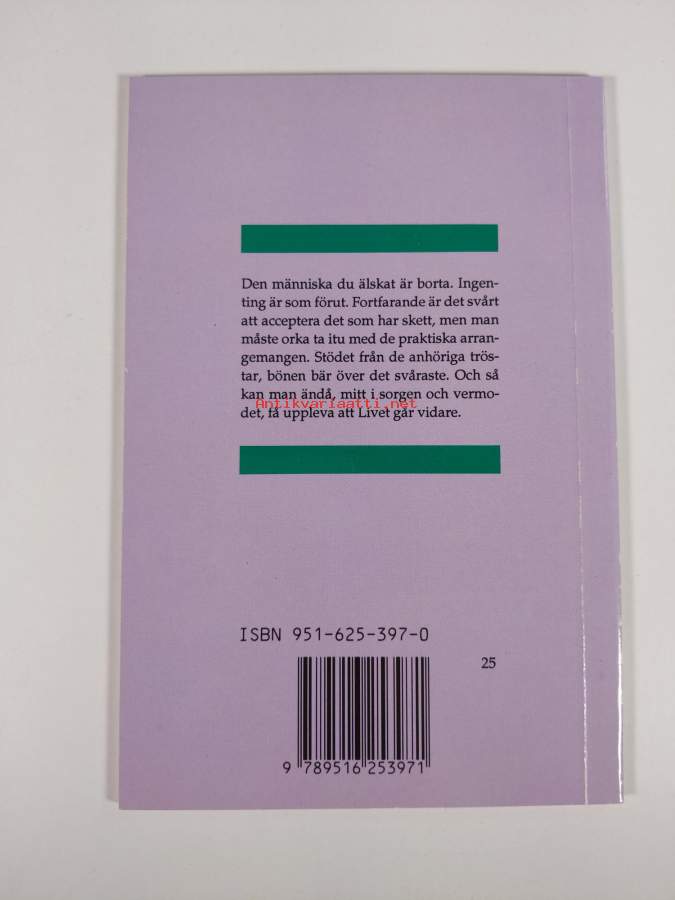 Den människa du älskat är borta. Ingen-
ting är som förut. Fortfarande är det svårt
att acceptera det som har skett, men man
måste orka ta itu med de praktiska arran-
gemangen. Stödet från de anhöriga trös-
tar, bönen bär över det svåraste. Och så
kan man ändå, mitt i sorgen och vermo-
det, få uppleva att Livet går vidare.
Antikvariaatti.net
ISBN 951-625-397-0
25
9 789516 253971